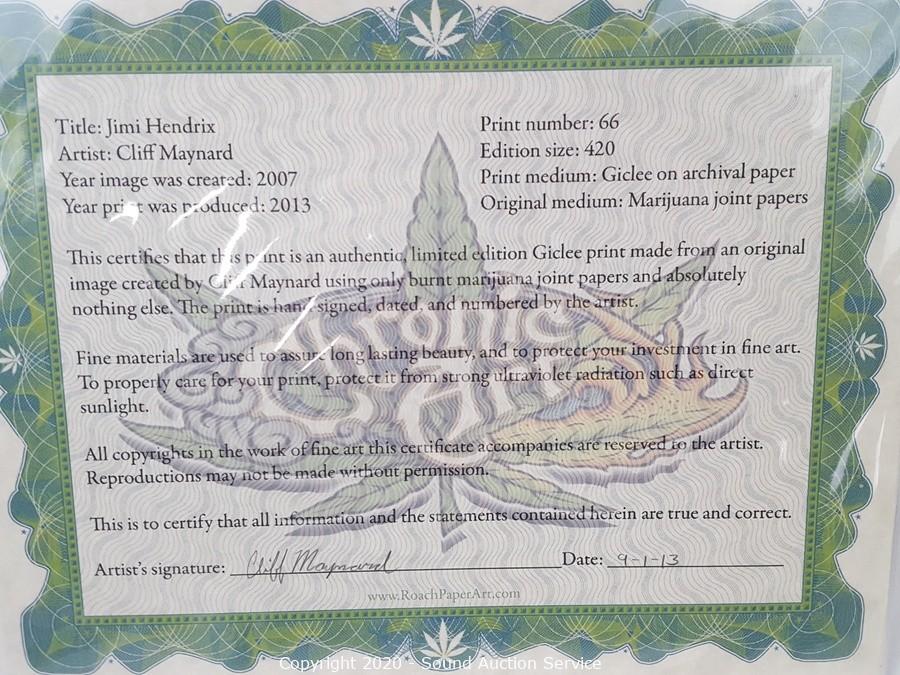 Title: Jimi Hendrix
Artist: Cliff Maynard
Year image was created: 2007
Year print was produced: 2013
Print number: 66
Edition size: 420
Print medium: Giclee on archival paper
Original medium: Marijuana joint papers
This certifies that this print is an authentic, limited edition Giclee print made from an original
image created by Cliff Maynard using only burnt marijuana joint papers and absolutely
nothing else. The print is hand signed, dated, and numbered by the artist.
Fine materials are used to assure long lasting beauty, and to protect your investment in fine art.
To properly care for your print, protect it from strong ultraviolet radiation such as direct
sunlight.
All copyrights in the work of fine art this certificate accompanies are reserved to the artist.
Reproductions may not be made without permission.
This is to certify that all information and the statements contained herein are true and correct.
Artist's signature: Cliff Maynard Date: 9-1-13
www.RoachPaperArt.com
Chronic
Art
Copyright 2020 - Sound Auction Service